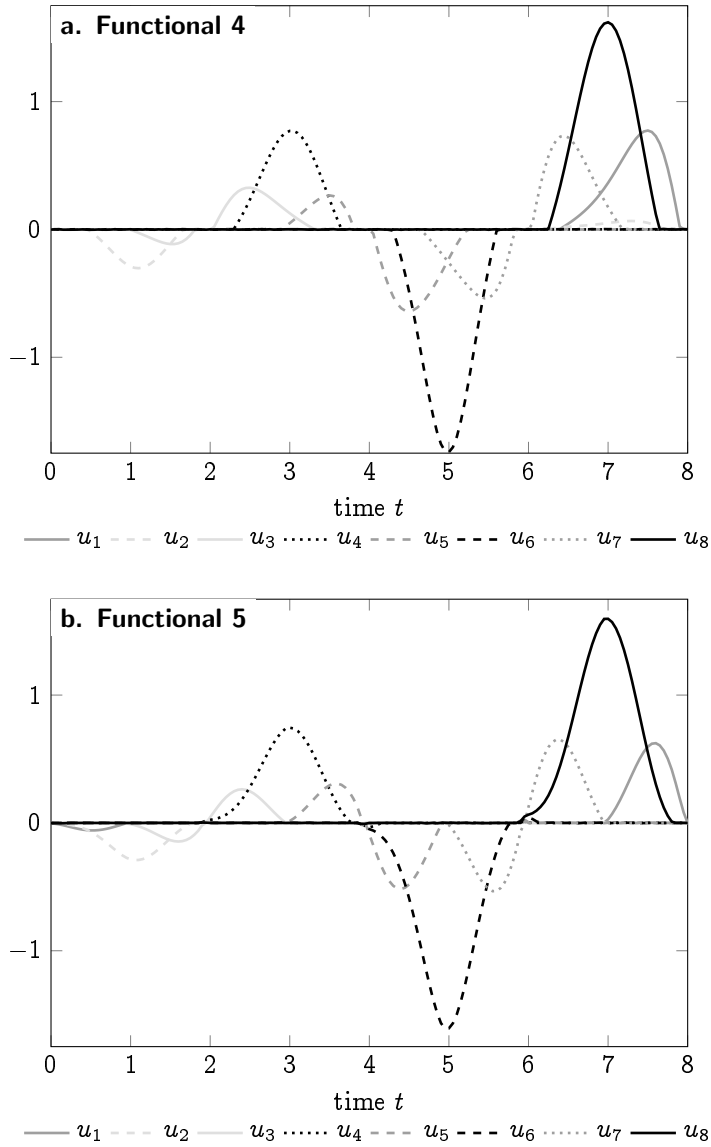 a. Functional 4
1
0
−1
0 1 2 3 4 5 6 7 8
time t
u₁ u₂ u₃ u₄ u₅ u₆ u₇ u₈
b. Functional 5
1
0
−1
0 1 2 3 4 5 6 7 8
time t
u₁ u₂ u₃ u₄ u₅ u₆ u₇ u₈